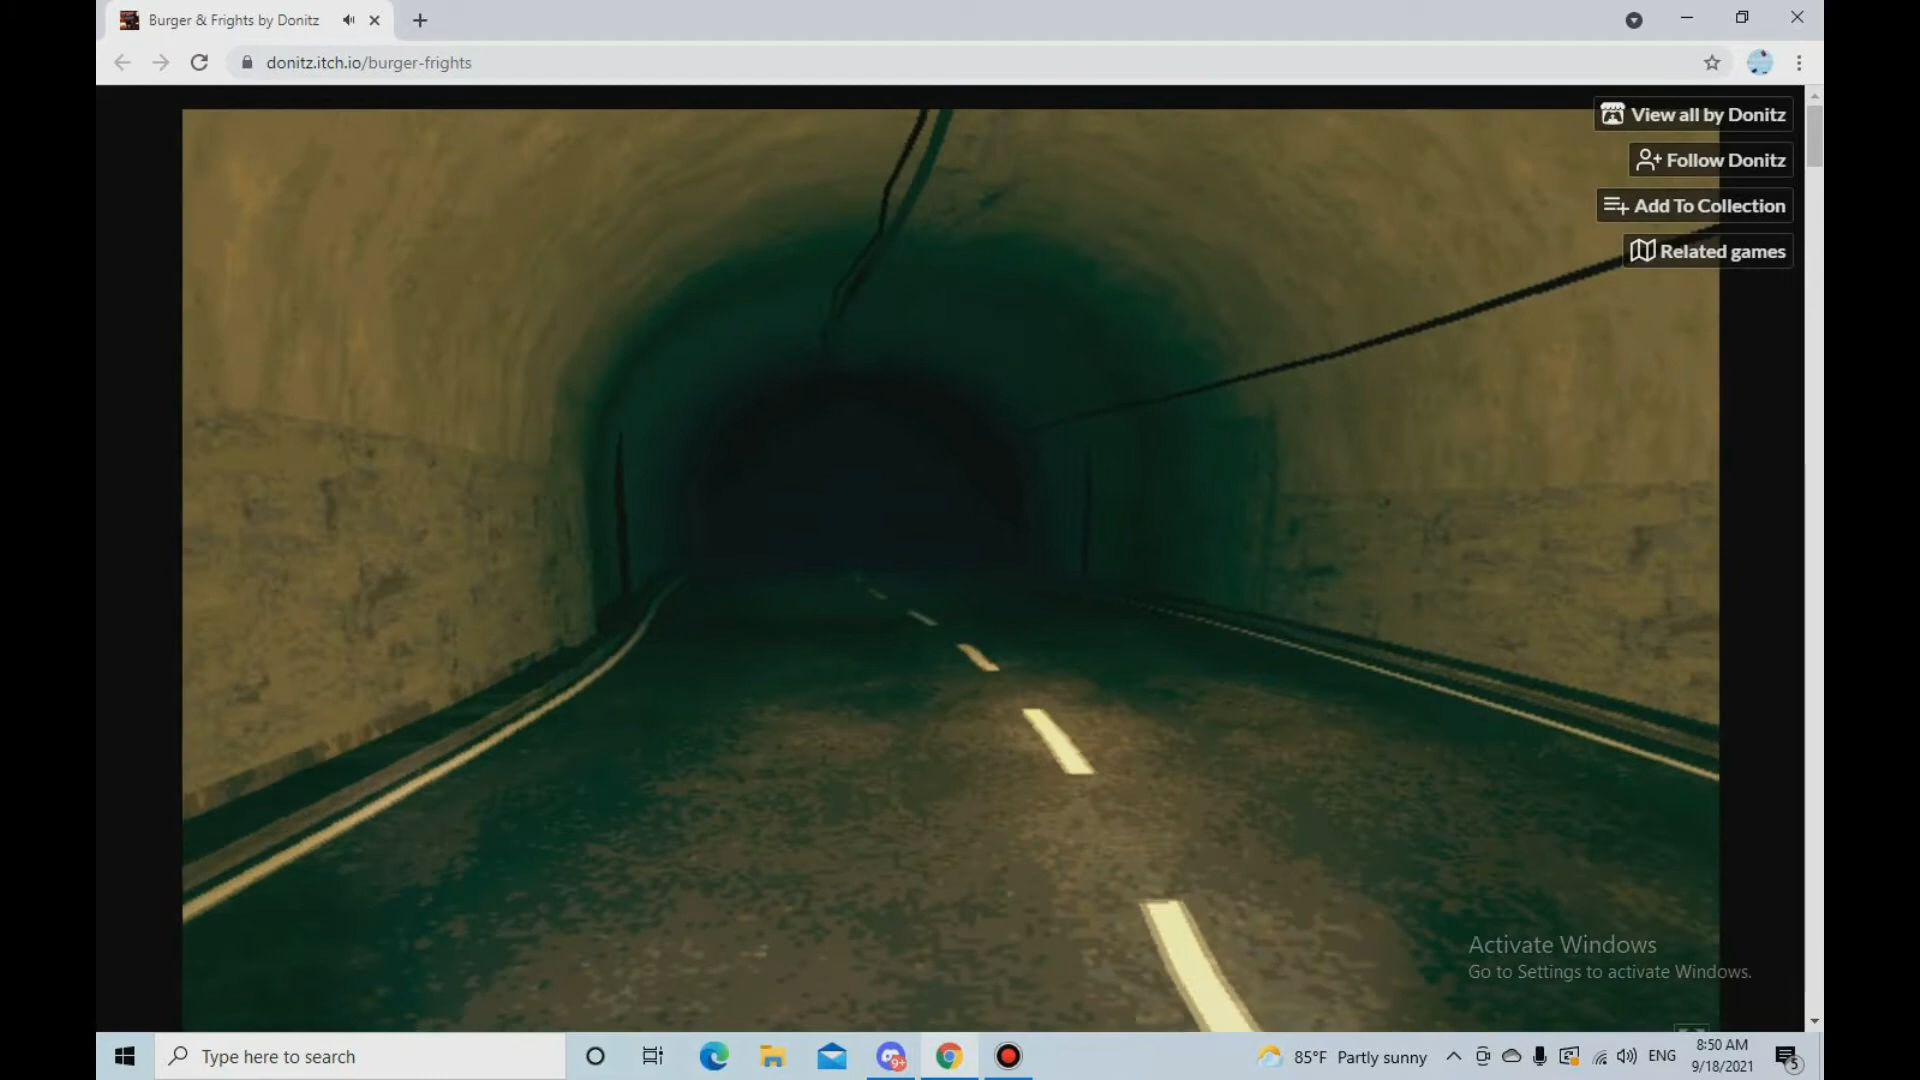 Burger & Frights by Donitz
donitz.itch.io/burger-frights
View all by Donitz
Follow Donitz
Add To Collection
Related games
Activate Windows
Go to Settings to activate Windows.
Type here to search
9+
85°F Partly sunny
ENG
8:50 AM
9/18/2021
5